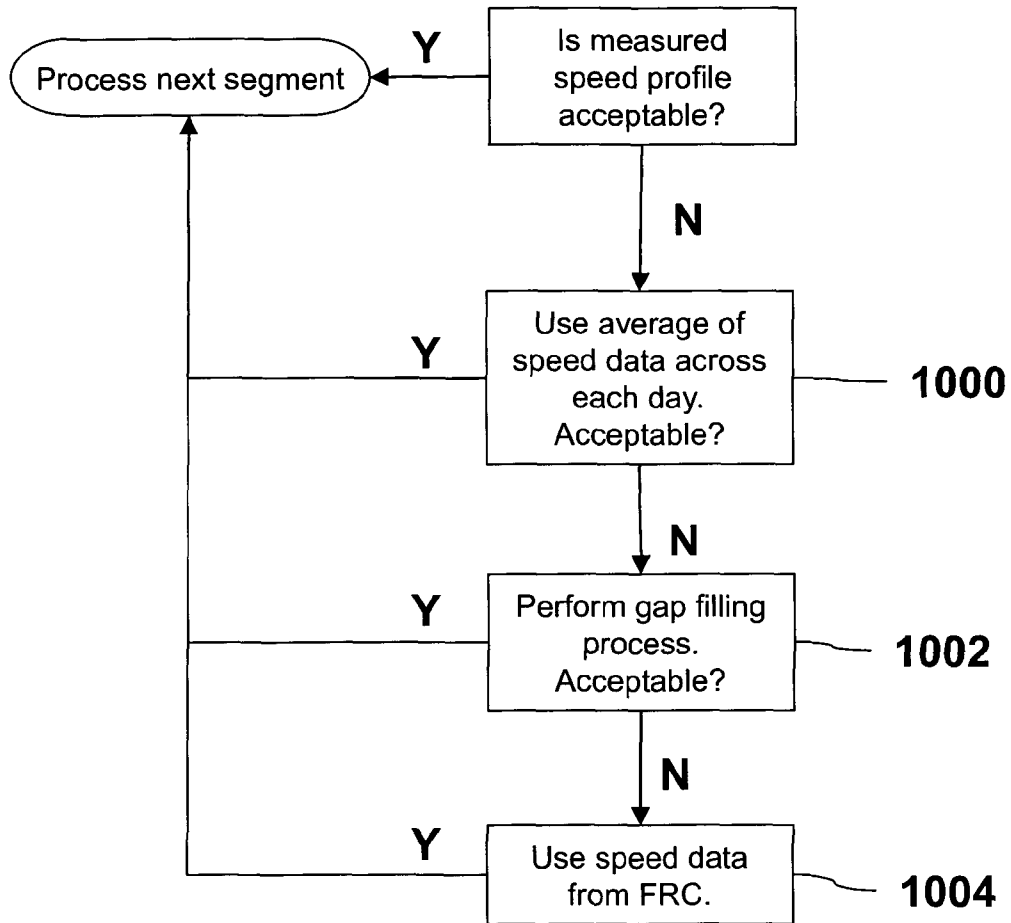 Process next segment
Y
Is measured
speed profile
acceptable?
N
Y
Use average of
speed data across
each day.
Acceptable?
1000
N
Y
Perform gap filling
process.
Acceptable?
1002
N
Y
Use speed data
from FRC.
1004